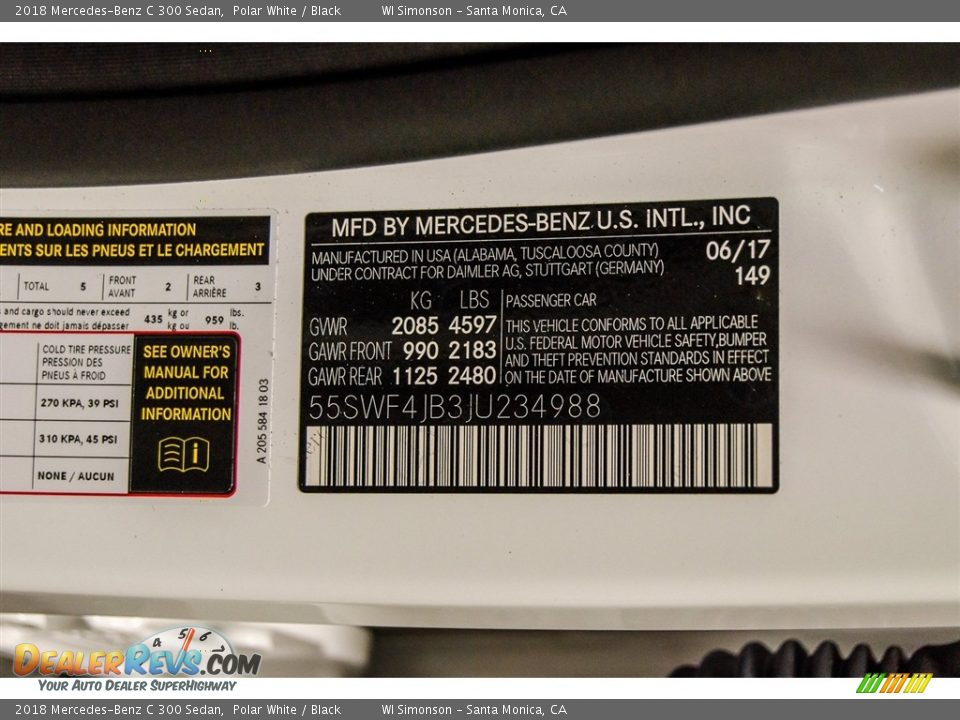 2018 Mercedes-Benz C 300 Sedan, Polar White / Black WI Simonson - Santa Monica, CA
RE AND LOADING INFORMATION
ENTS SUR LES PNEUS ET LE CHARGEMENT
TOTAL 5 FRONT AVANT 2 REAR ARRIÈRE 3
and cargo should never exceed 435 kg or 959 lbs.
gement ne doit jamais dépasser kg ou lb.
COLD TIRE PRESSURE
PRESSION DES
PNEUS À FROID
270 KPA, 39 PSI
310 KPA, 45 PSI
NONE / AUCUN
SEE OWNER'S
MANUAL FOR
ADDITIONAL
INFORMATION
i
A 205 584 18 03
MFD BY MERCEDES-BENZ U.S. INTL., INC
MANUFACTURED IN USA (ALABAMA, TUSCALOOSA COUNTY) 06/17
UNDER CONTRACT FOR DAIMLER AG, STUTTGART (GERMANY) 149
KG LBS
GVWR 2085 4597
GAWR FRONT 990 2183
GAWR REAR 1125 2480
PASSENGER CAR
THIS VEHICLE CONFORMS TO ALL APPLICABLE
U.S. FEDERAL MOTOR VEHICLE SAFETY,BUMPER
AND THEFT PREVENTION STANDARDS IN EFFECT
ON THE DATE OF MANUFACTURE SHOWN ABOVE
55SWF4JB3JU234988
4 5 6
DEALERREVS.COM
YOUR AUTO DEALER SUPERHIGHWAY
2018 Mercedes-Benz C 300 Sedan, Polar White / Black WI Simonson - Santa Monica, CA